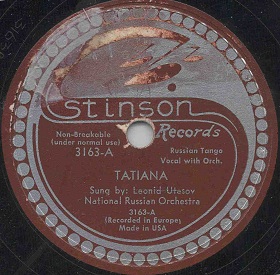 Stinson
Records
Non-Breakable
(under normal use)
3163-A
Russian Tango
Vocal with Orch.
TATIANA
Sung by: Leonid Utesov
National Russian Orchestra
3163-A
(Recorded in Europe)
Made in USA